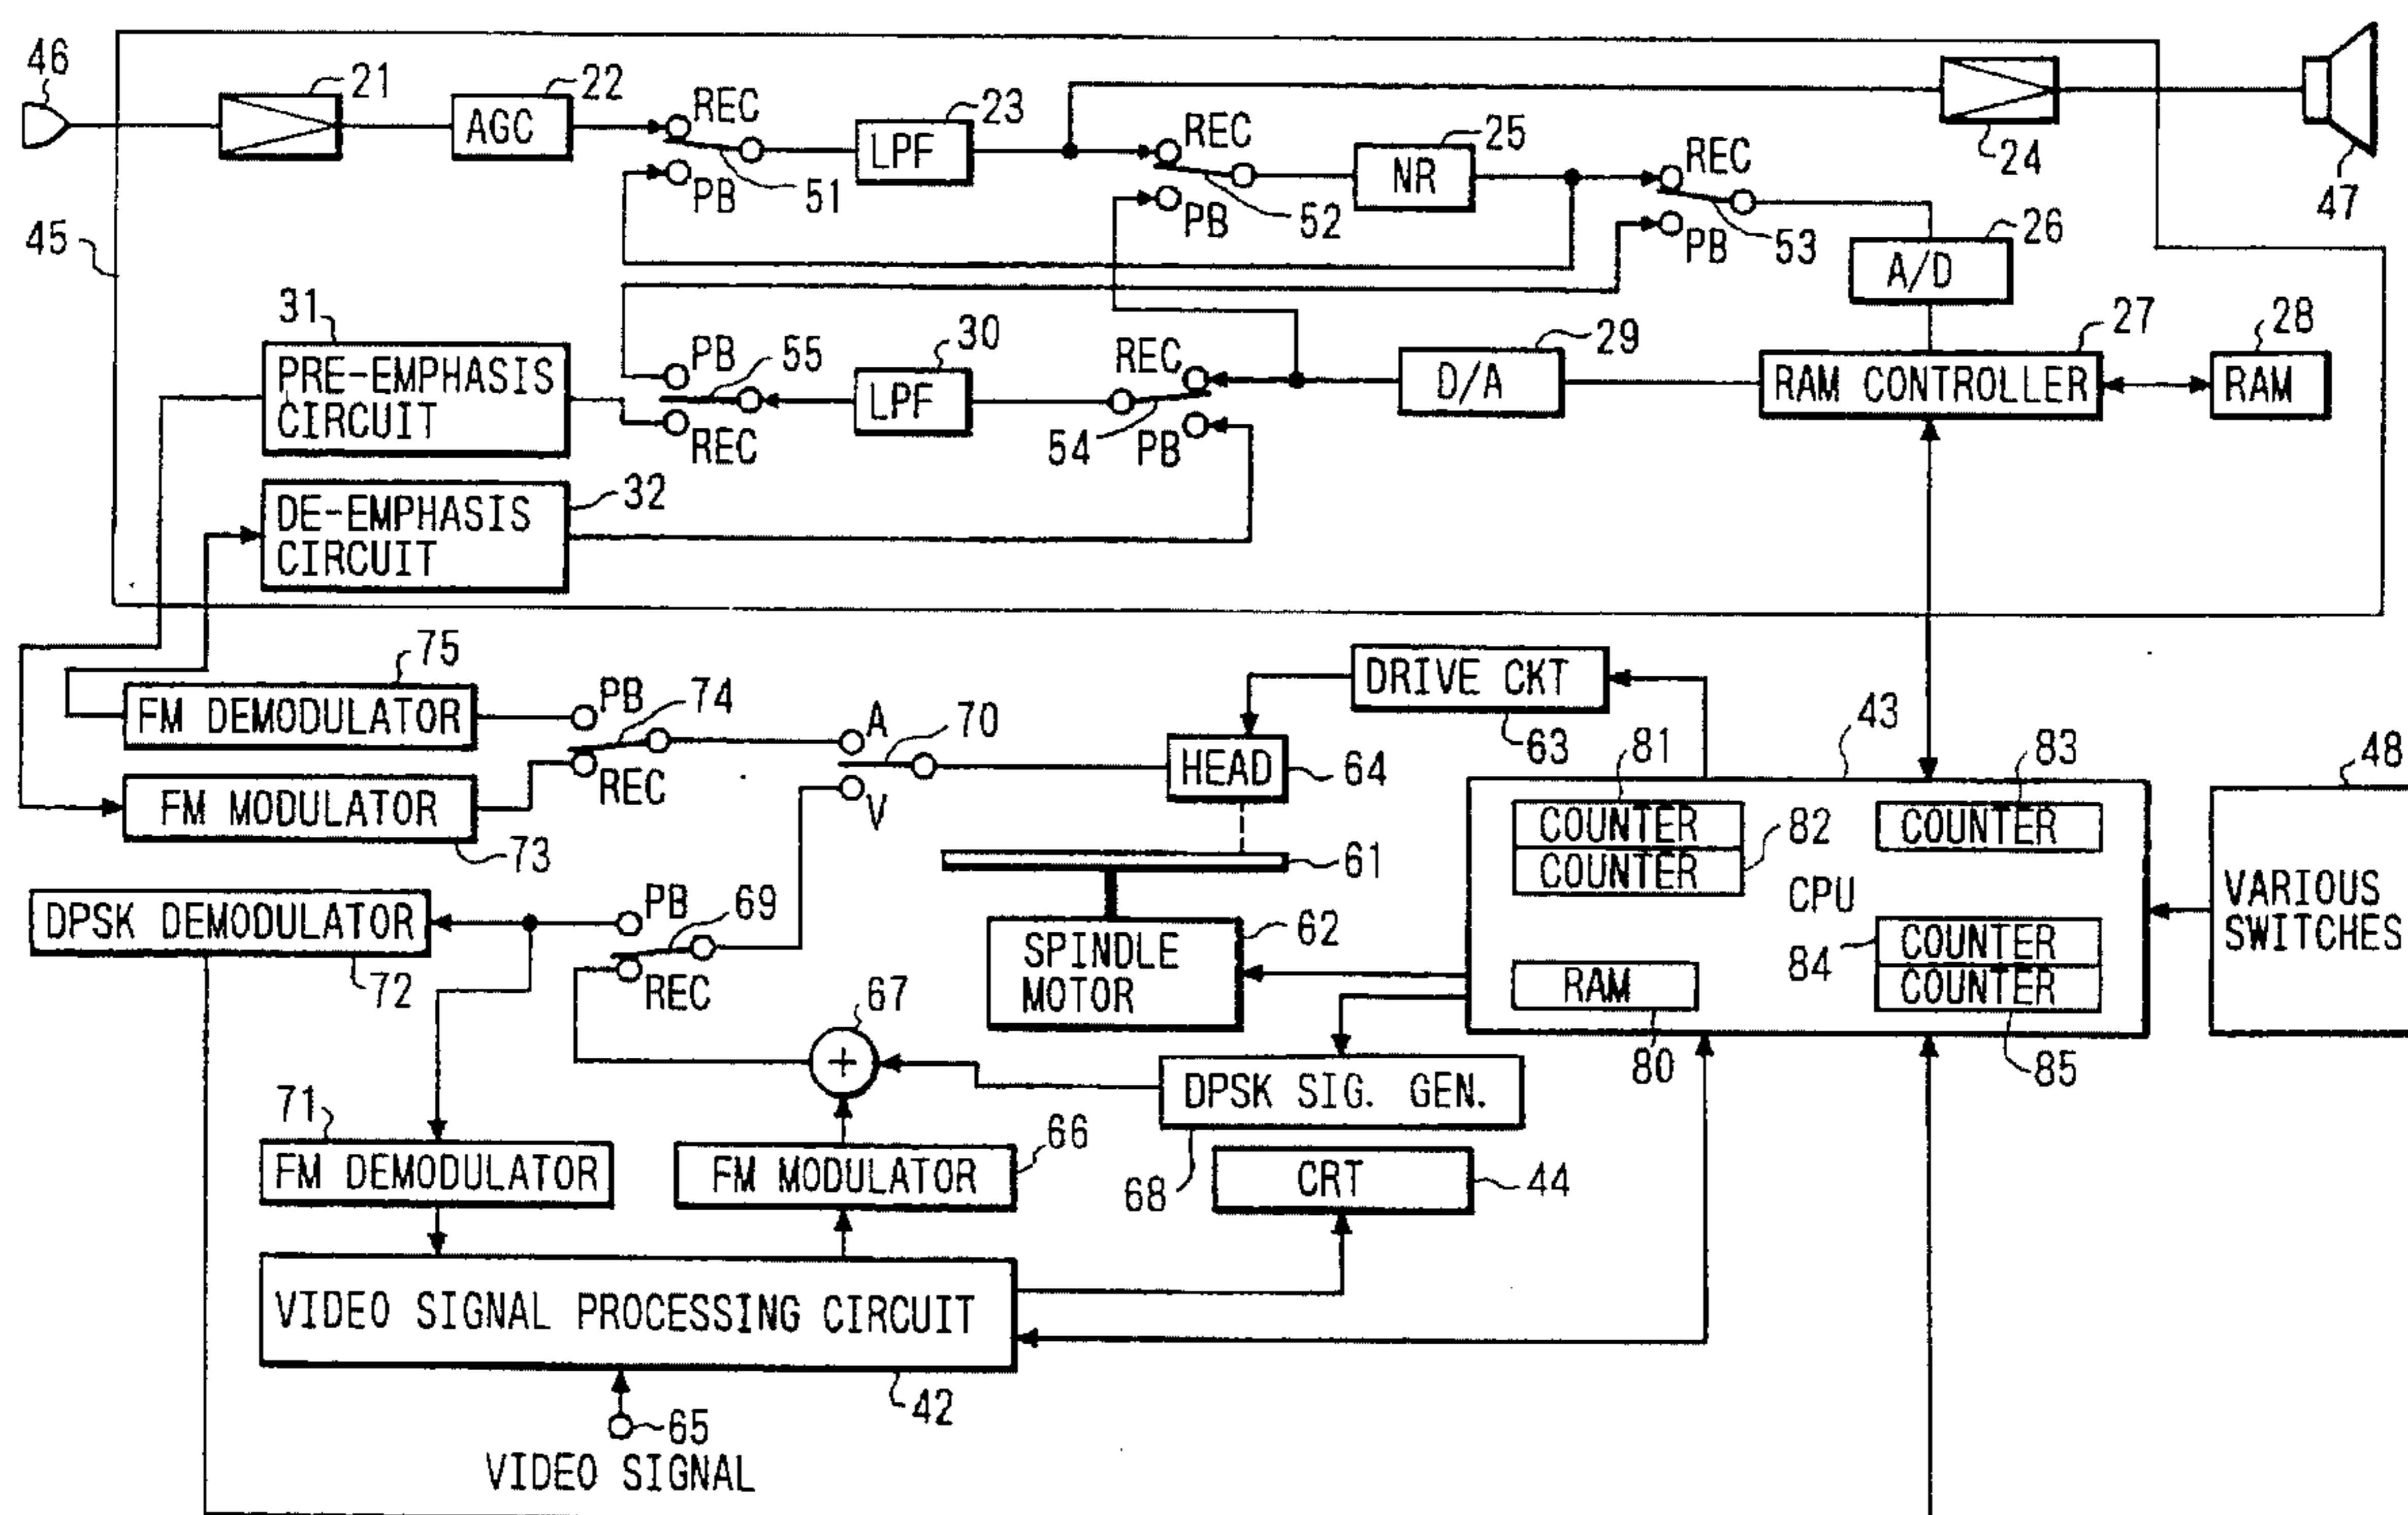 46
21
22
AGC
REC
PB
51
23
LPF
REC
PB
52
25
NR
REC
PB
53
24
47
45
26
A/D
31
PRE-EMPHASIS
CIRCUIT
PB
55
REC
30
LPF
REC
54
PB
29
D/A
27
RAM CONTROLLER
28
RAM
32
DE-EMPHASIS
CIRCUIT
75
FM DEMODULATOR
PB
74
REC
FM MODULATOR
73
A
70
V
DRIVE CKT
63
HEAD
64
61
43
81
COUNTER
82
COUNTER
83
COUNTER
CPU
84
COUNTER
COUNTER
85
RAM
80
48
VARIOUS
SWITCHES
DPSK DEMODULATOR
72
PB
69
REC
SPINDLE
MOTOR
62
67
+
DPSK SIG. GEN.
68
71
FM DEMODULATOR
FM MODULATOR
66
CRT
44
VIDEO SIGNAL PROCESSING CIRCUIT
42
65
VIDEO SIGNAL